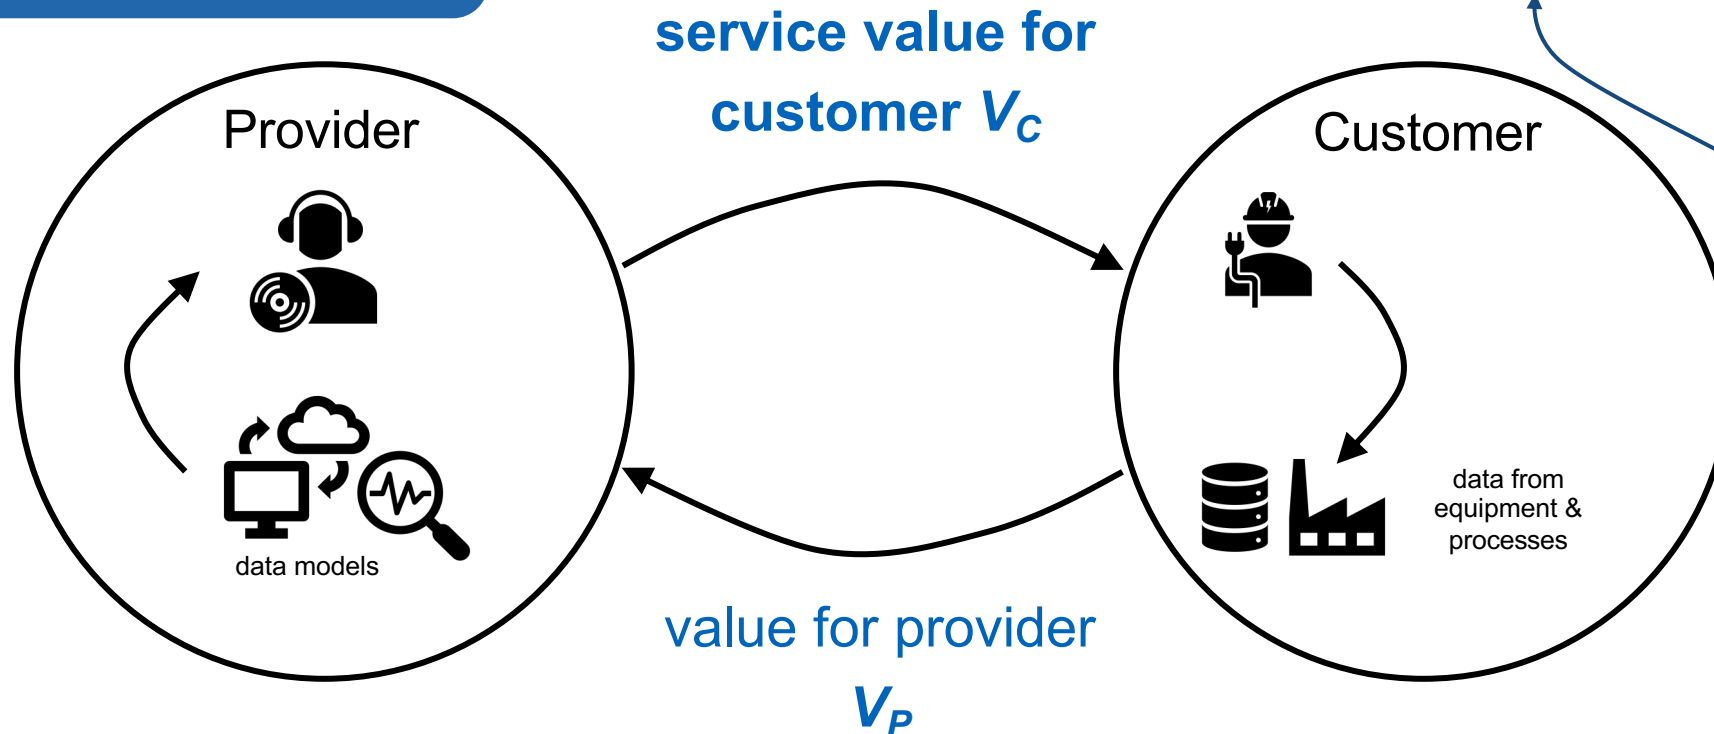 service value for
customer V_C
Provider
Customer
data models
data from
equipment &
processes
value for provider
V_P